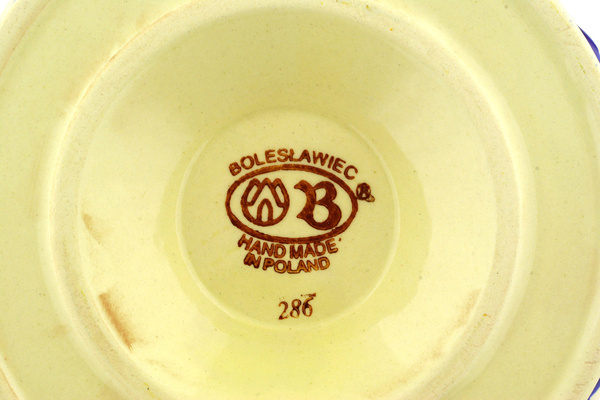 BOLESŁAWIEC
B ®
HAND MADE
IN POLAND
286